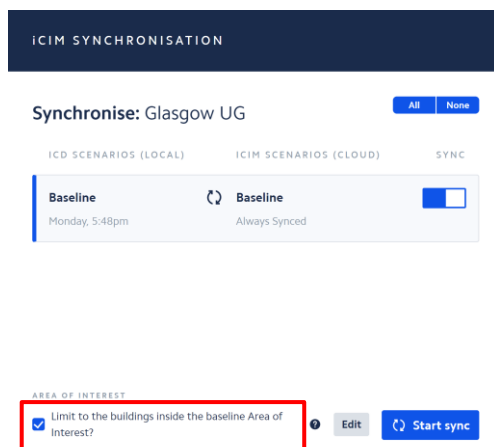 iCIM SYNCHRONISATION
Synchronise: Glasgow UG
All None
ICD SCENARIOS (LOCAL) ICIM SCENARIOS (CLOUD) SYNC
Baseline Baseline
Monday, 5:48pm Always Synced
AREA OF INTEREST
Limit to the buildings inside the baseline Area of
Interest?
? Edit Start sync